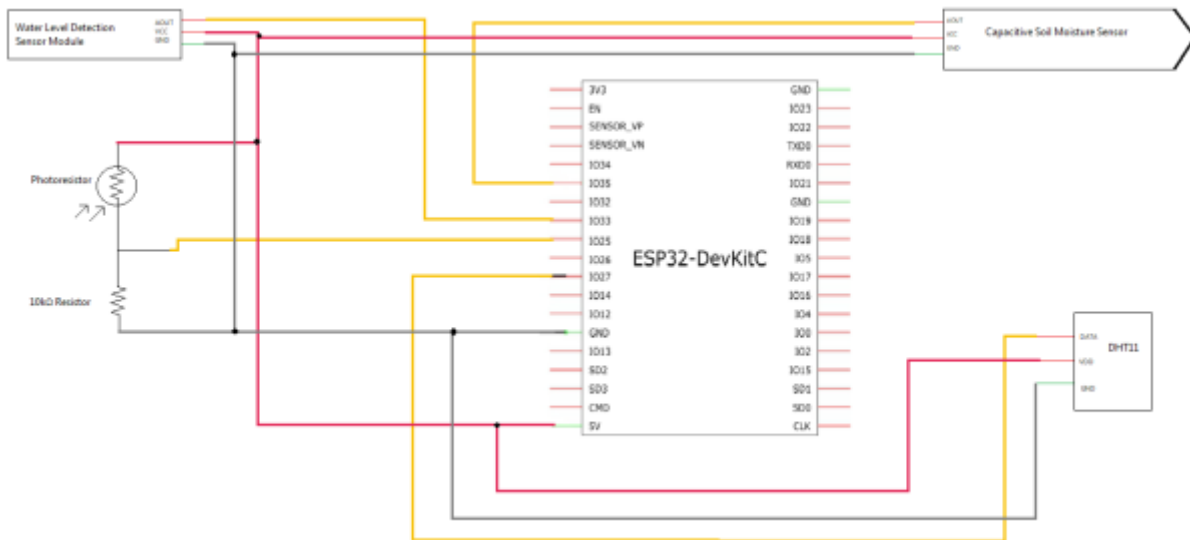 Water Level Detection
Sensor Module
AOUT
VCC
GND
AOUT
VCC
GND
Capacitive Soil Moisture Sensor
Photoresistor
10kΩ Resistor
3V3
EN
SENSOR_VP
SENSOR_VN
IO34
IO35
IO32
IO33
IO25
IO26
IO27
IO14
IO12
GND
IO13
SD2
SD3
CMD
5V
ESP32-DevKitC
GND
IO23
IO22
TXD0
RXD0
IO21
GND
IO19
IO18
IO5
IO17
IO16
IO4
IO0
IO2
IO15
SD1
SD0
CLK
DATA
VDD
GND
DHT11